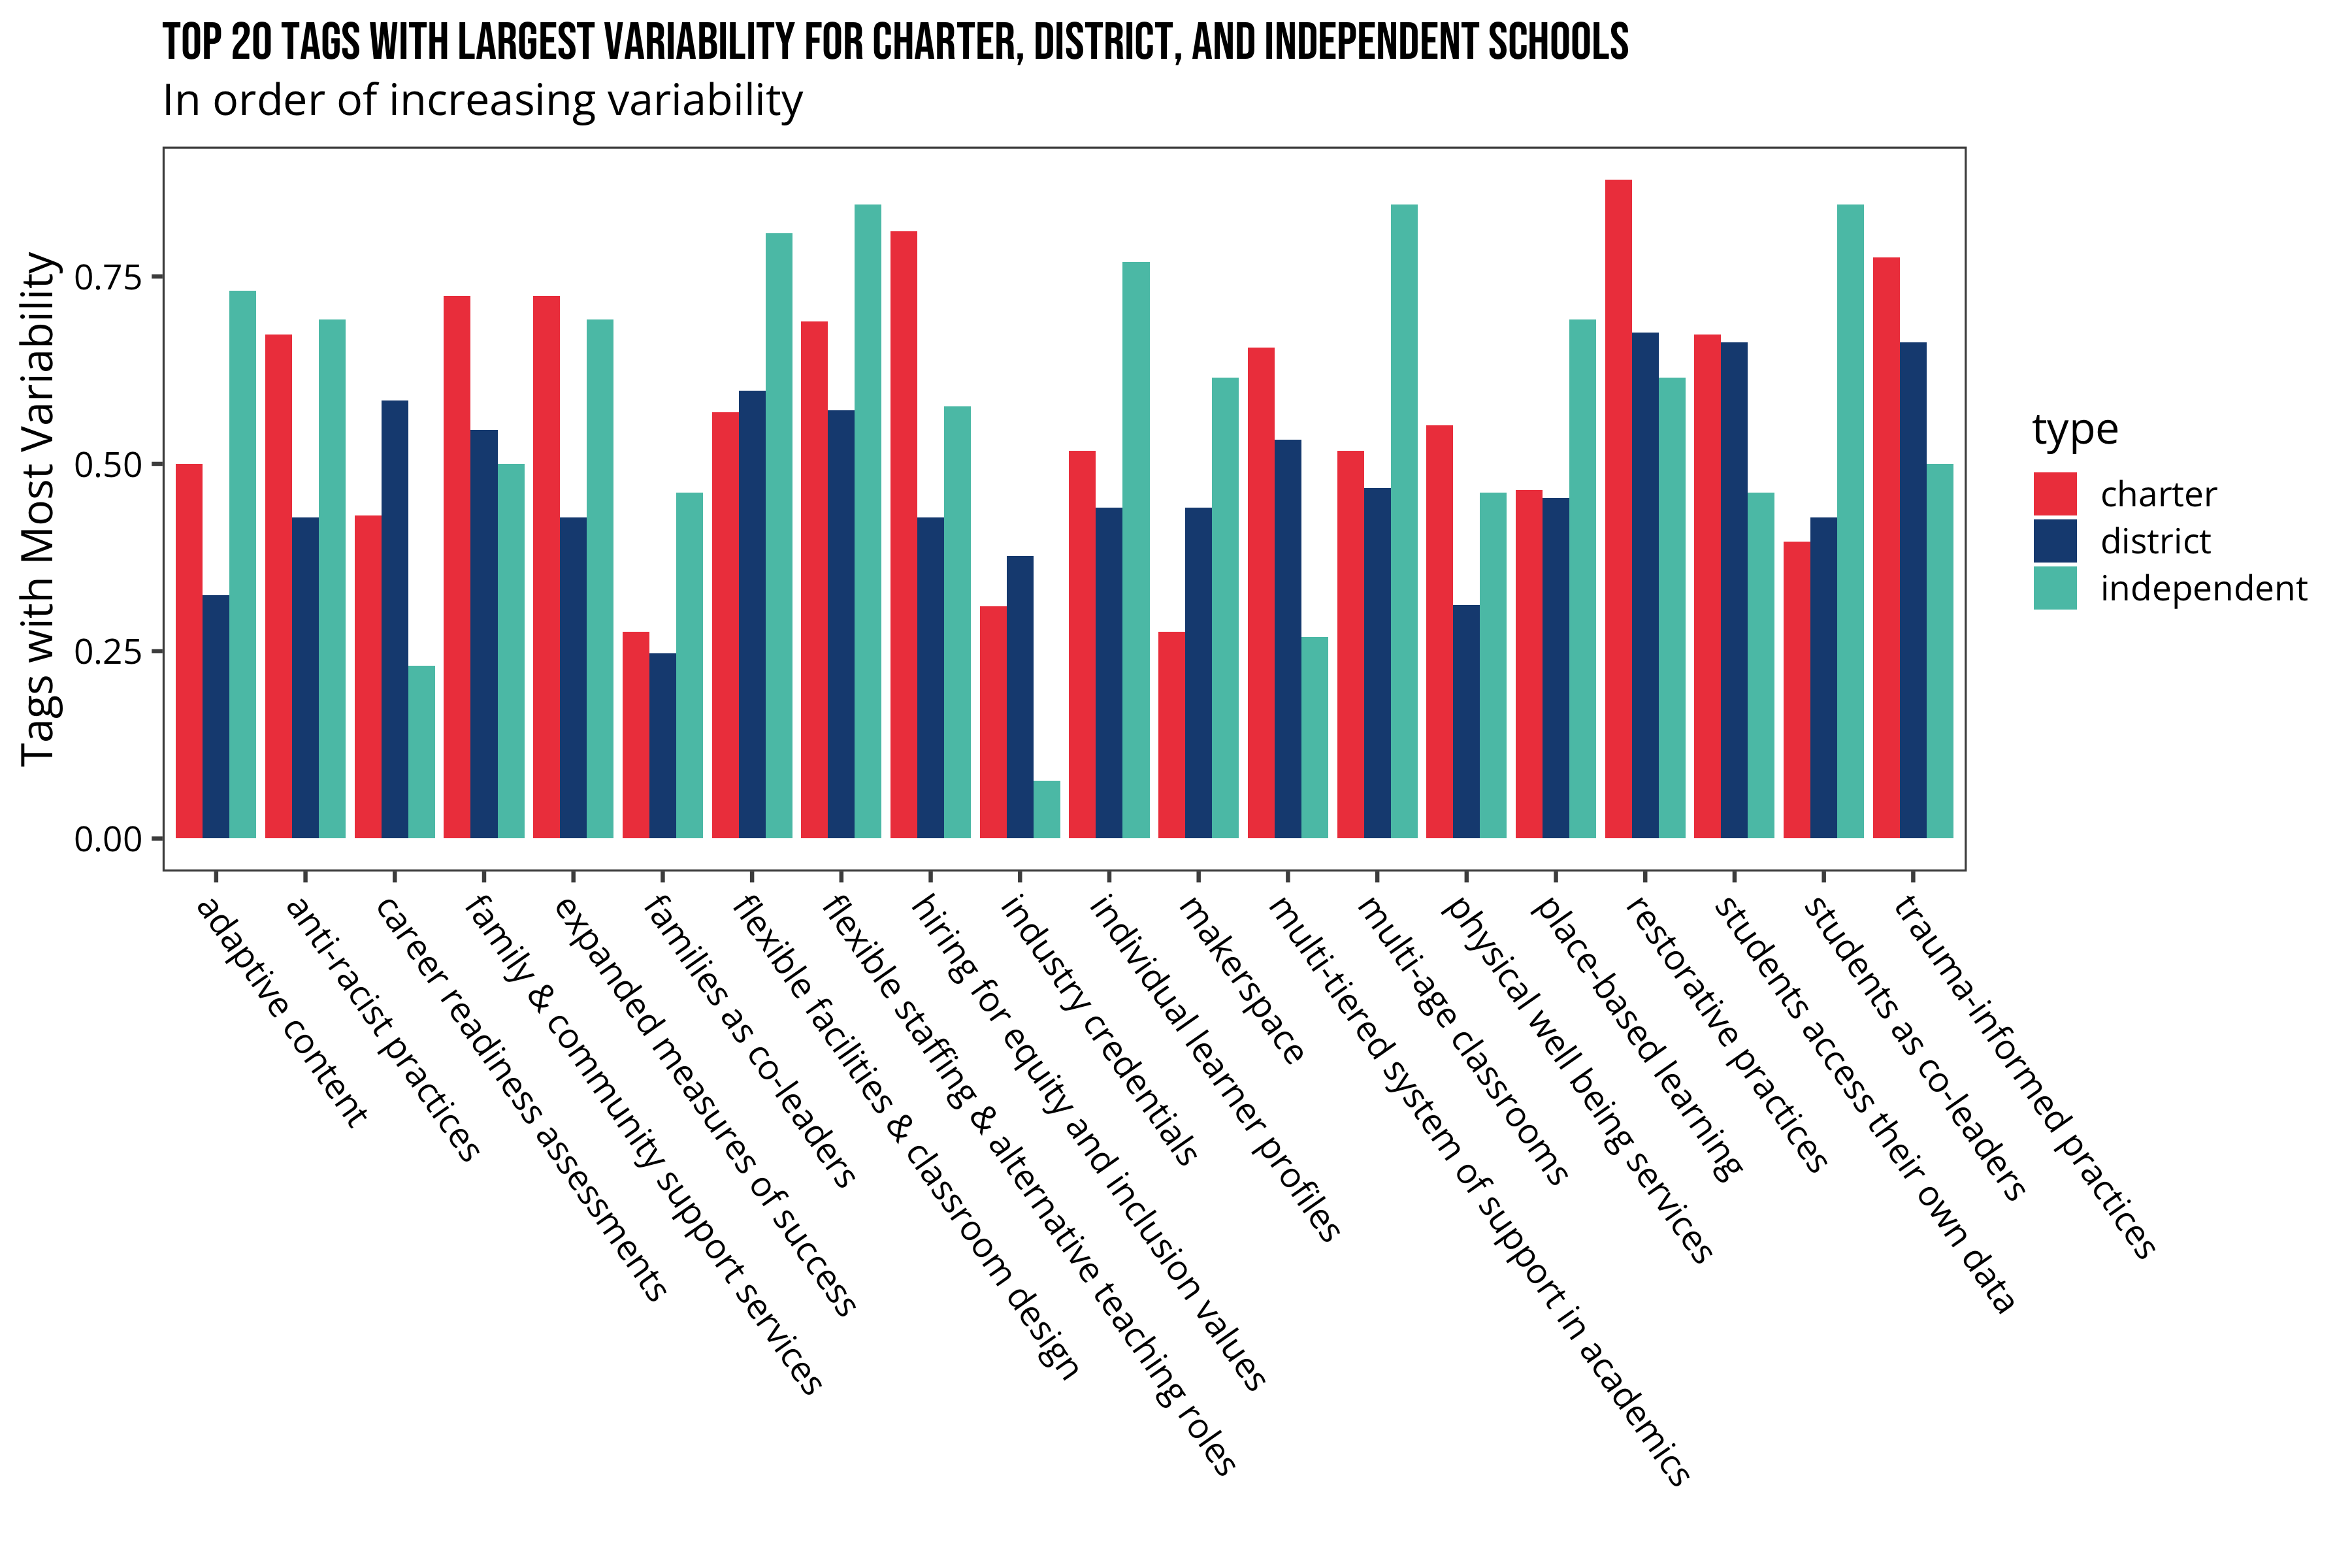 TOP 20 TAGS WITH LARGEST VARIABILITY FOR CHARTER, DISTRICT, AND INDEPENDENT SCHOOLS
In order of increasing variability
Tags with Most Variability
0.75
0.50
0.25
0.00
adaptive content
anti-racist practices
career readiness assessments
family & community support services
expanded measures of success
families as co-leaders
flexible facilities & classroom design
flexible staffing & alternative teaching roles
hiring for equity and inclusion values
industry credentials
individual learner profiles
makerspace
multi-tiered system of support in academics
multi-age classrooms
physical well being services
place-based learning
restorative practices
students access their own data
students as co-leaders
trauma-informed practices
type
charter
district
independent